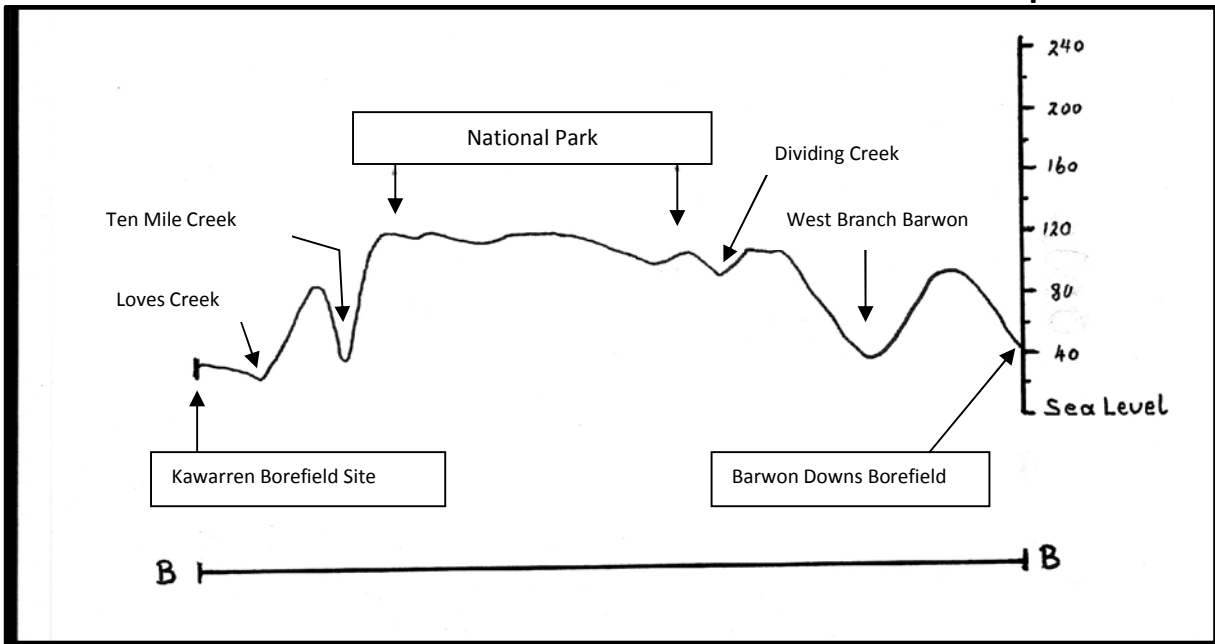 240
200
National Park
Dividing Creek
160
Ten Mile Creek
West Branch Barwon
120
Loves Creek
80
40
Sea Level
Kawarren Borefield Site
Barwon Downs Borefield
B
B